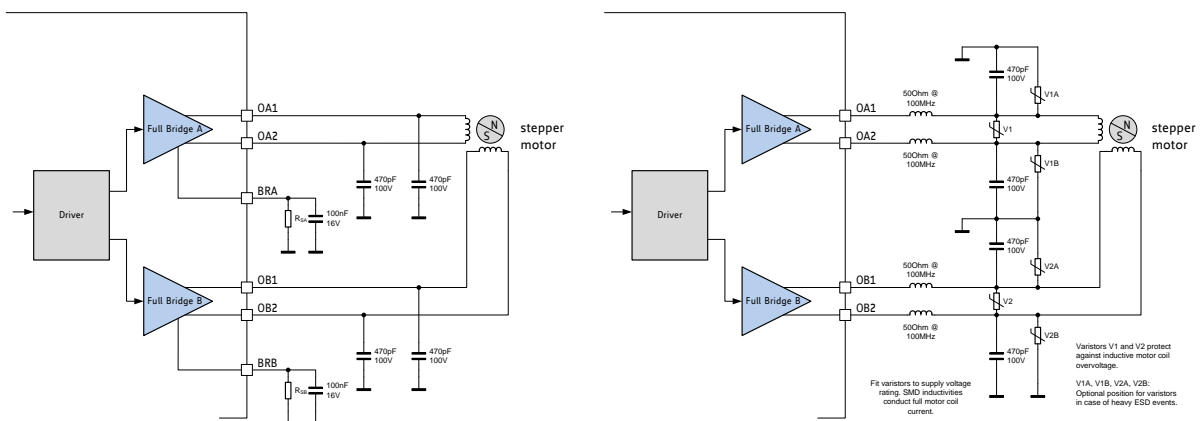 Full Bridge A
OA1
OA2
N
S
stepper
motor
470pF
100V
470pF
100V
BRA
R_SA
100nF
16V
Driver
Full Bridge B
OB1
OB2
470pF
100V
470pF
100V
BRB
R_SB
100nF
16V
470pF
100V
V1A
50Ohm @
100MHz
OA1
Full Bridge A
V1
N
S
stepper
motor
OA2
50Ohm @
100MHz
V1B
470pF
100V
Driver
470pF
100V
50Ohm @
100MHz
V2A
OB1
Full Bridge B
V2
OB2
50Ohm @
100MHz
V2B
470pF
100V
Varistors V1 and V2 protect
against inductive motor coil
overvoltage.
V1A, V1B, V2A, V2B:
Optional position for varistors
in case of heavy ESD events.
Fit varistors to supply voltage
rating. SMD inductivities
conduct full motor coil
current.